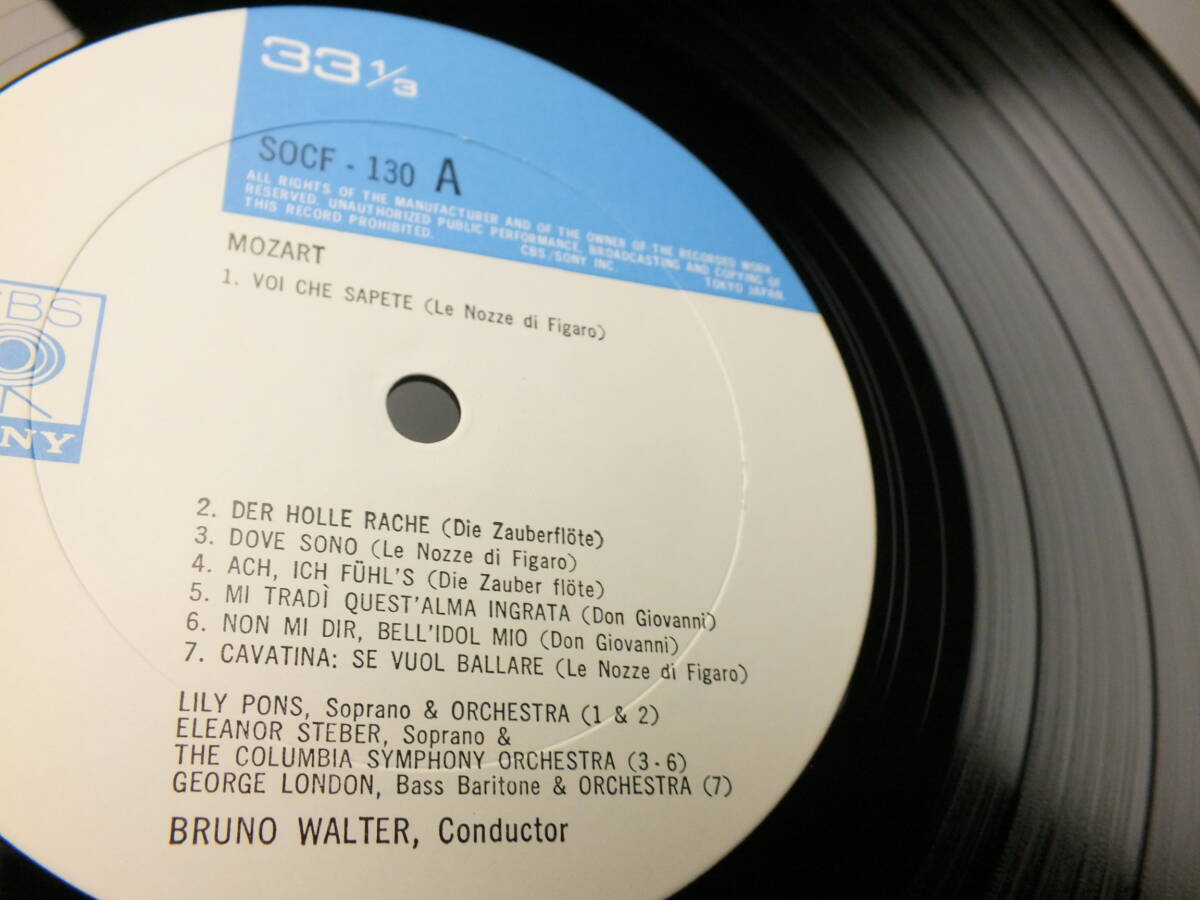 33 1/3
SOCF - 130 A
ALL RIGHTS OF THE MANUFACTURER AND OF THE OWNER OF THE RECORDED WORK
RESERVED. UNAUTHORIZED PUBLIC PERFORMANCE, BROADCASTING AND COPYING OF
THIS RECORD PROHIBITED. CBS/SONY INC. TOKYO JAPAN.
MOZART
1. VOI CHE SAPETE (Le Nozze di Figaro)
CBS
NY
2. DER HOLLE RACHE (Die Zauberflöte)
3. DOVE SONO (Le Nozze di Figaro)
4. ACH, ICH FÜHL'S (Die Zauber flöte)
5. MI TRADÌ QUEST'ALMA INGRATA (Don Giovanni)
6. NON MI DIR, BELL'IDOL MIO (Don Giovanni)
7. CAVATINA: SE VUOL BALLARE (Le Nozze di Figaro)
LILY PONS, Soprano & ORCHESTRA (1 & 2)
ELEANOR STEBER, Soprano &
THE COLUMBIA SYMPHONY ORCHESTRA (3-6)
GEORGE LONDON, Bass Baritone & ORCHESTRA (7)
BRUNO WALTER, Conductor